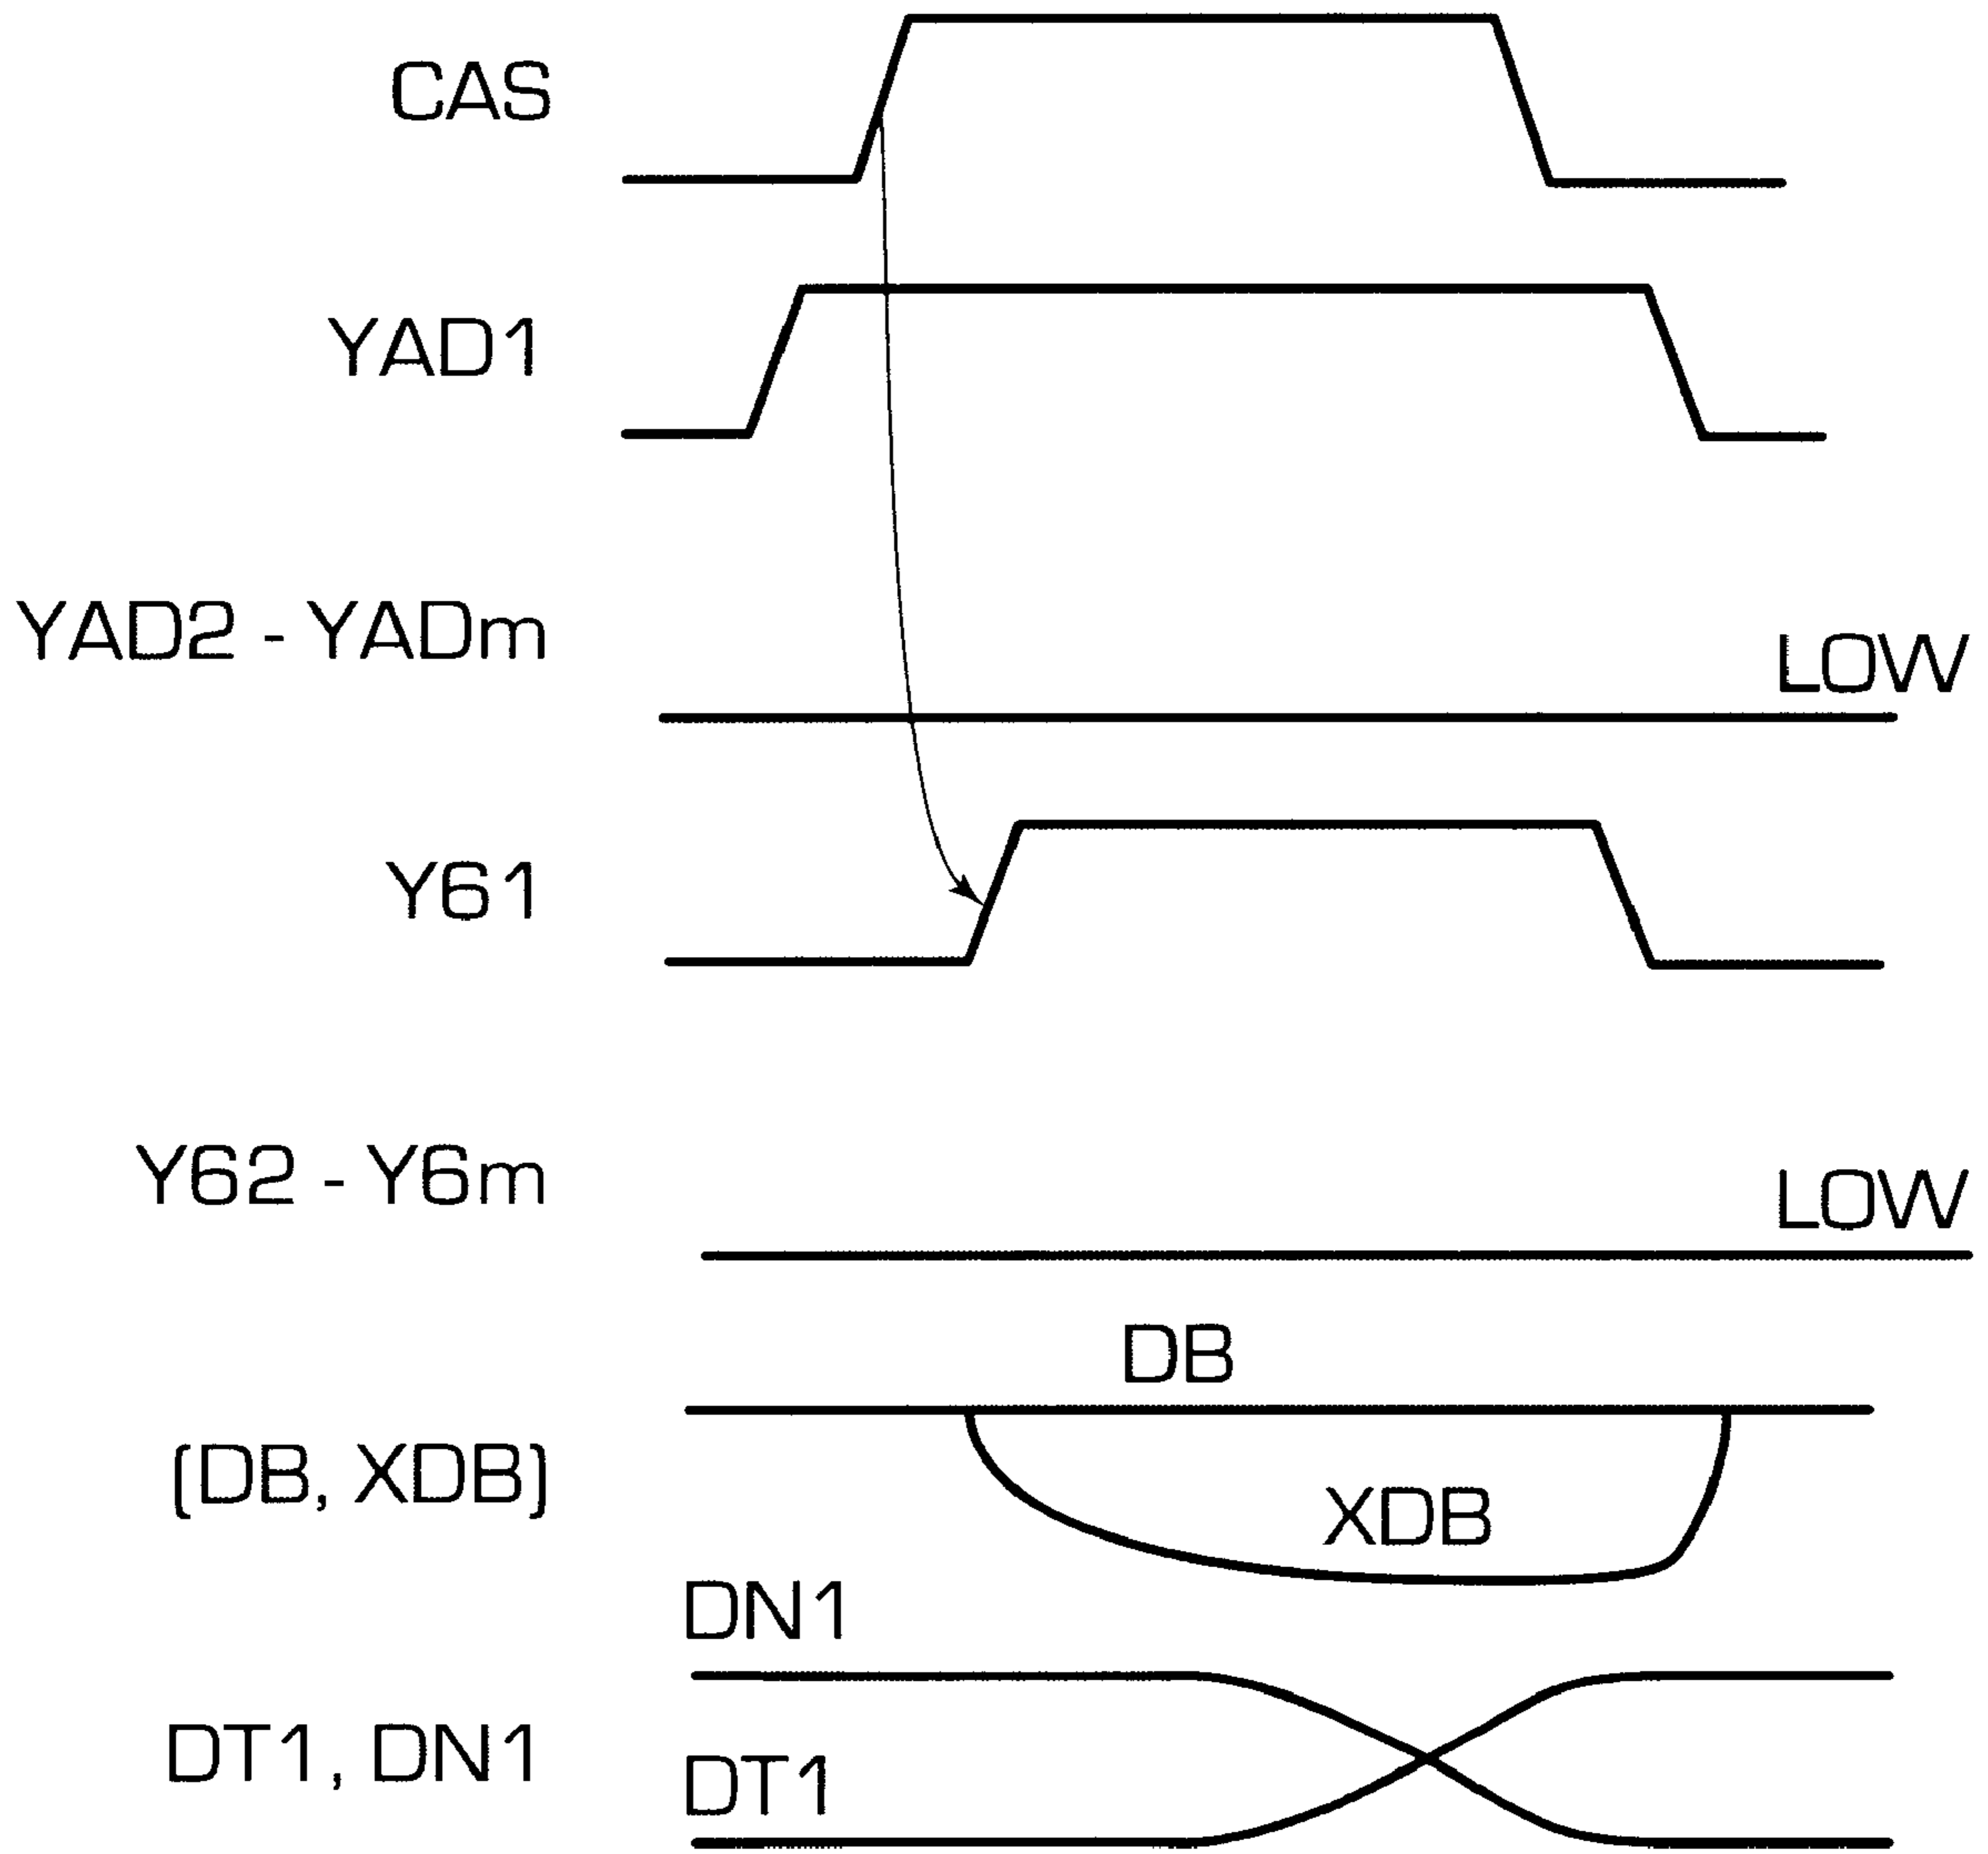 CAS
YAD1
YAD2 - YADm
LOW
Y61
Y62 - Y6m
LOW
DB
(DB, XDB)
XDB
DN1
DT1, DN1
DT1